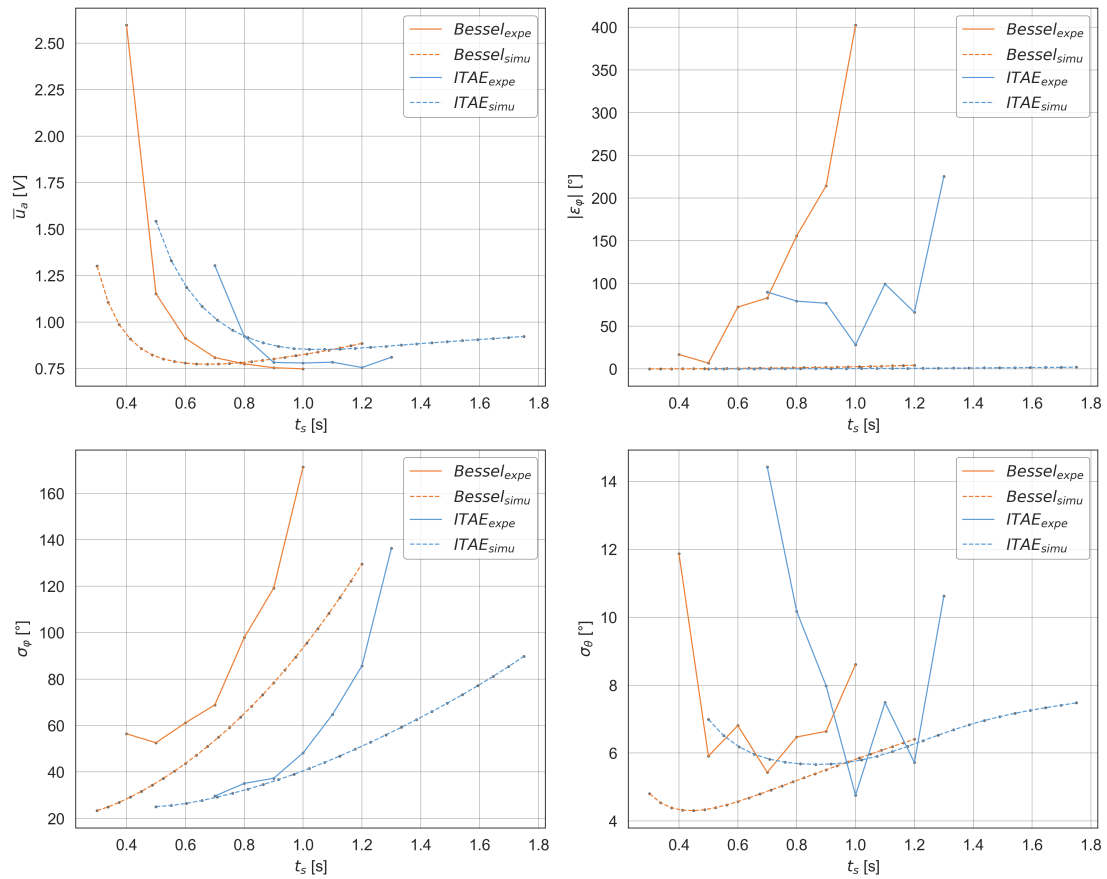 2.50
2.25
2.00
1.75
1.50
1.25
1.00
0.75
u̅ₐ [V]
0.4 0.6 0.8 1.0 1.2 1.4 1.6 1.8
tₛ [s]
Bessel_expe
Bessel_simu
ITAE_expe
ITAE_simu
400
350
300
250
200
150
100
50
0
|ε_φ| [°]
0.4 0.6 0.8 1.0 1.2 1.4 1.6 1.8
tₛ [s]
Bessel_expe
Bessel_simu
ITAE_expe
ITAE_simu
160
140
120
100
80
60
40
20
σ_φ [°]
0.4 0.6 0.8 1.0 1.2 1.4 1.6 1.8
tₛ [s]
Bessel_expe
Bessel_simu
ITAE_expe
ITAE_simu
14
12
10
8
6
4
σ_θ [°]
0.4 0.6 0.8 1.0 1.2 1.4 1.6 1.8
tₛ [s]
Bessel_expe
Bessel_simu
ITAE_expe
ITAE_simu